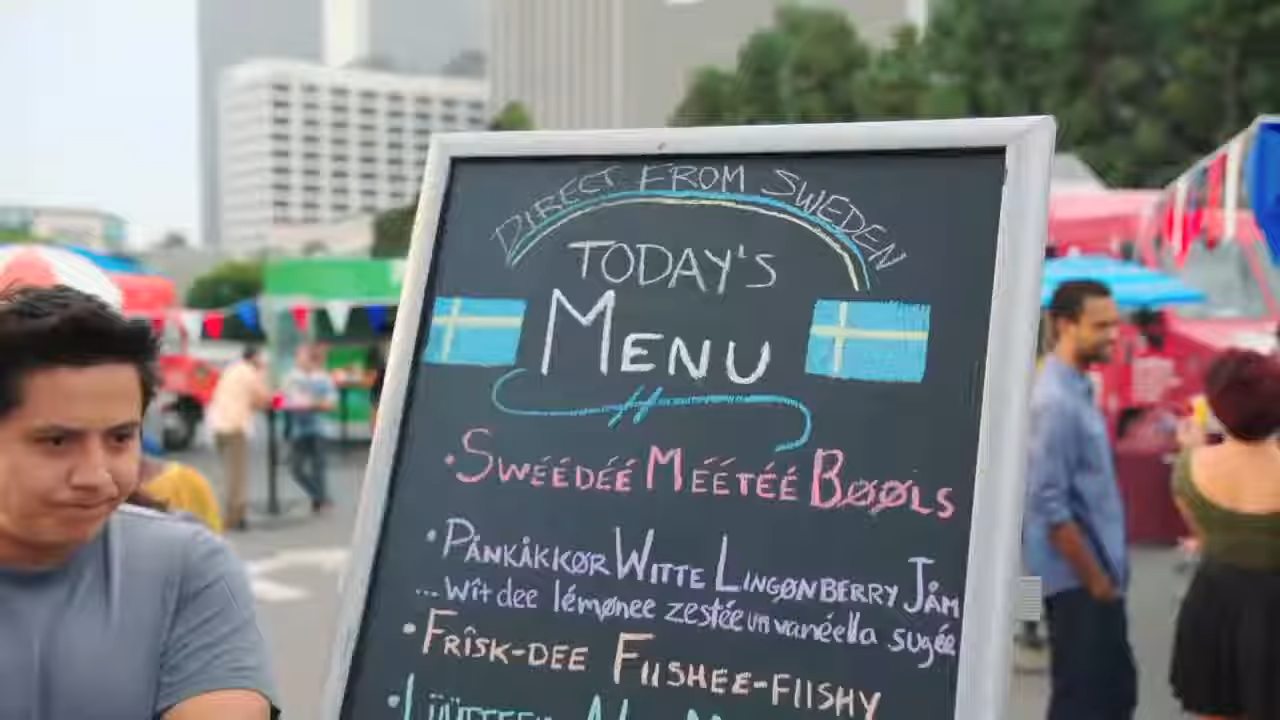 DIRECT FROM SWEDEN
TODAY'S
MENU
·SWÉÉDÉÉ MÉÉTÉÉ BØØLS
·PÅNKÅKKØR WITTE LINGØNBERRY JÅM
...wît dee lémønee zestée un vanéella sugée
·FRÎSK-DEE FIISHEE-FIISHY